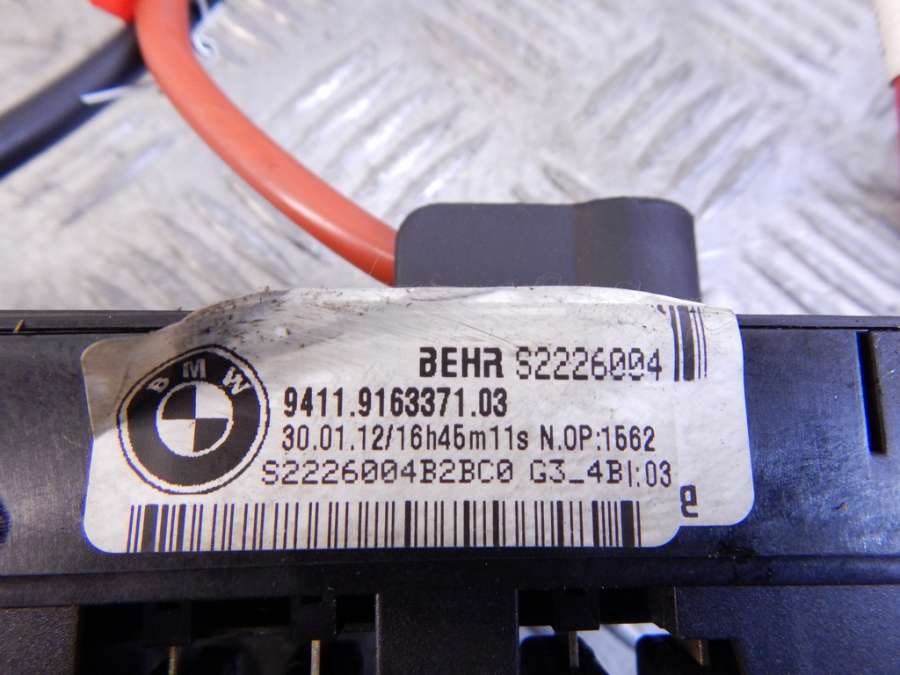 BEHR S2226004
BMW
9411.9163371.03
30.01.12/16h45m11s N.OP:1562
S2226004B2BC0 G3_4BI:03